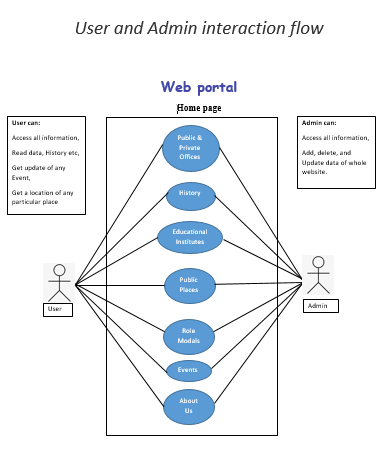 User and Admin interaction flow
Web portal
Home page
User can:
Access all information,
Read data, History etc,
Get update of any
Event,
Get a location of any
particular place
Admin can:
Access all information,
Add, delete, and
Update data of whole
website.
Public &
Private
Offices
History
Educational
Institutes
Public
Places
Role
Modals
Events
About
Us
User
Admin